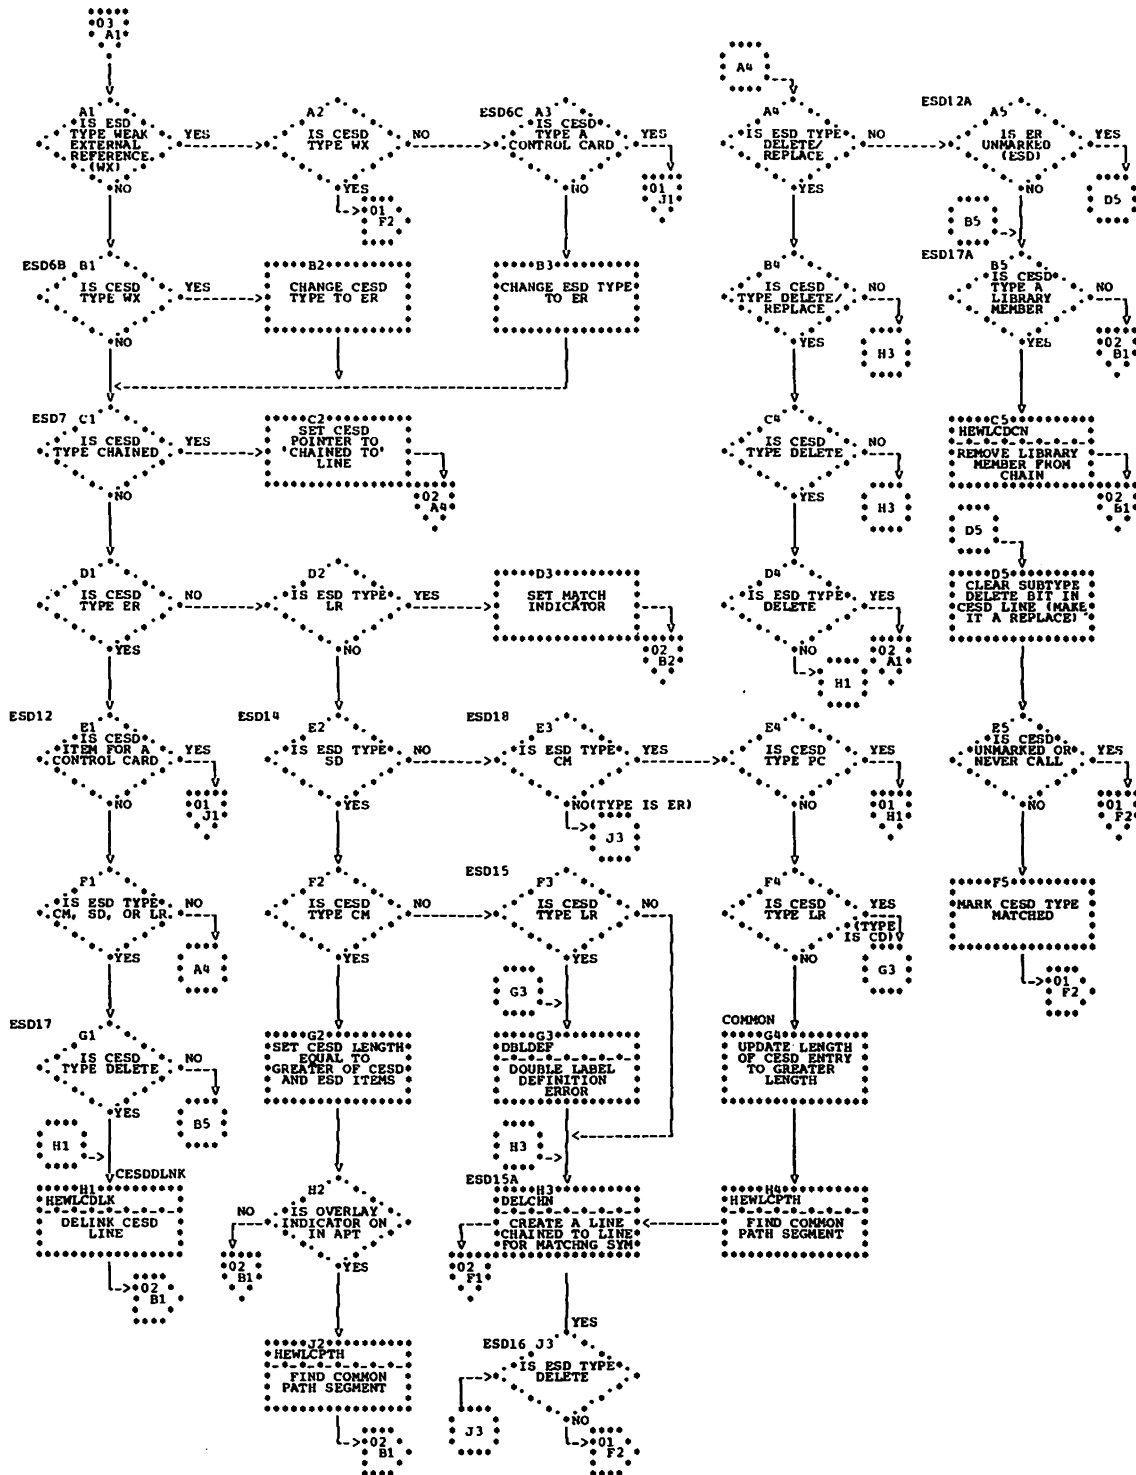 03
A1
A1
IS ESD
TYPE WEAK
EXTERNAL
REFERENCE
(WX)
YES
NO
A2
IS CESD
TYPE WX
NO
YES
01
F2
ESD6C
A3
IS CESD
TYPE A
CONTROL CARD
YES
01
J1
NO
A4
A4
IS ESD TYPE
DELETE/
REPLACE
NO
YES
ESD12A
A5
IS ER
UNMARKED
(ESD)
YES
D5
NO
ESD6B
B1
IS CESD
TYPE WX
YES
NO
B2
CHANGE CESD
TYPE TO ER
B3
CHANGE ESD TYPE
TO ER
B4
IS CESD
TYPE DELETE/
REPLACE
NO
H3
YES
B5
ESD17A
B5
IS CESD
TYPE A
LIBRARY
MEMBER
NO
02
B1
YES
ESD7
C1
IS CESD
TYPE CHAINED
YES
NO
C2
SET CESD
POINTER TO
'CHAINED TO'
LINE
02
A4
C4
IS CESD
TYPE DELETE
NO
H3
YES
C5
HEWLCDCN
REMOVE LIBRARY
MEMBER FROM
CHAIN
02
B1
D1
IS CESD
TYPE ER
NO
YES
D2
IS ESD TYPE
LR
YES
NO
D3
SET MATCH
INDICATOR
02
B2
D4
IS ESD TYPE
DELETE
YES
02
A1
NO
H1
D5
D5
CLEAR SUBTYPE
DELETE BIT IN
CESD LINE (MAKE
IT A REPLACE)
ESD12
E1
IS CESD
ITEM FOR A
CONTROL CARD
YES
01
J1
NO
ESD14
E2
IS ESD TYPE
SD
NO
YES
ESD18
E3
IS ESD TYPE
CM
YES
NO(TYPE IS ER)
J3
E4
IS CESD
TYPE PC
YES
01
H1
NO
E5
IS CESD
UNMARKED OR
NEVER CALL
YES
01
F2
NO
F1
IS ESD TYPE
CM, SD, OR LR
NO
A4
YES
F2
IS CESD
TYPE CM
NO
YES
ESD15
F3
IS CESD
TYPE LR
NO
YES
F4
IS CESD
TYPE LR
YES
(TYPE
IS CD)
G3
NO
F5
MARK CESD TYPE
MATCHED
01
F2
ESD17
G1
IS CESD
TYPE DELETE
NO
B5
YES
G2
SET CESD LENGTH
EQUAL TO
GREATER OF CESD
AND ESD ITEMS
G3
G3
DBLDEF
DOUBLE LABEL
DEFINITION
ERROR
COMMON
G4
UPDATE LENGTH
OF CESD ENTRY
TO GREATER
LENGTH
H1
CESDDLNK
H1
HEWLCDLK
DELINK CESD
LINE
02
B1
H2
IS OVERLAY
INDICATOR ON
IN APT
NO
02
B1
YES
H3
ESD15A
H3
DELCHN
CREATE A LINE
CHAINED TO LINE
FOR MATCHNG SYM
02
F1
H4
HEWLCPTH
FIND COMMON
PATH SEGMENT
J2
HEWLCPTH
FIND COMMON
PATH SEGMENT
02
B1
YES
ESD16
J3
IS ESD TYPE
DELETE
J3
NO
01
F2